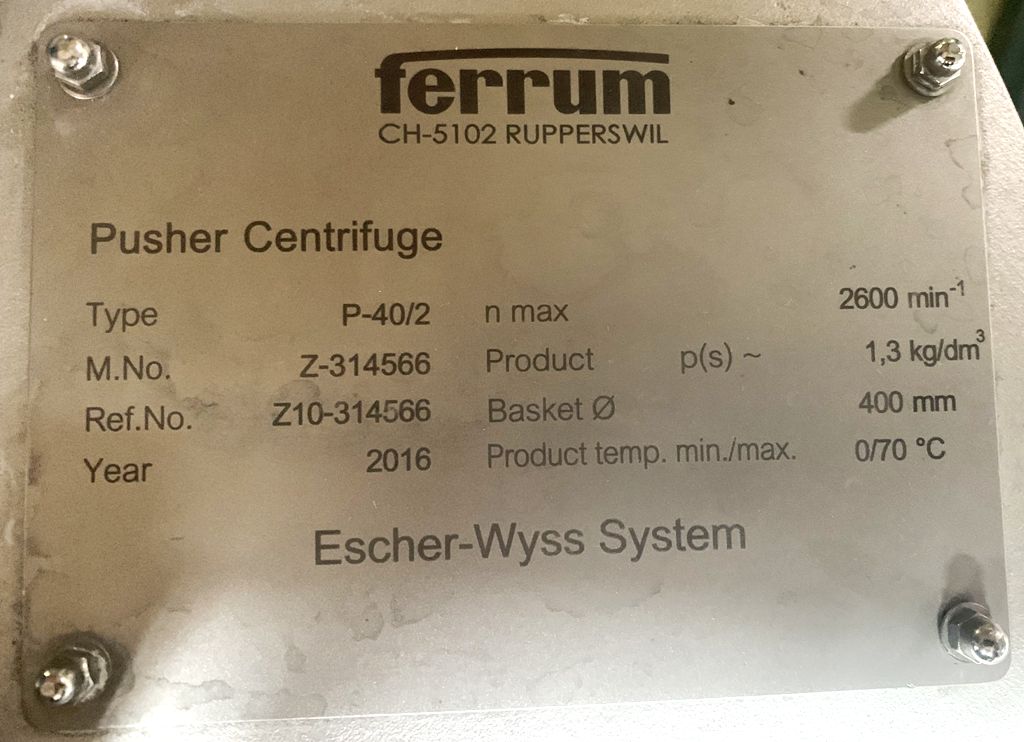 ferrum
CH-5102 RUPPERSWIL
Pusher Centrifuge
Type P-40/2 n max 2600 min⁻¹
M.No. Z-314566 Product p(s) ~ 1,3 kg/dm³
Ref.No. Z10-314566 Basket Ø 400 mm
Year 2016 Product temp. min./max. 0/70 °C
Escher-Wyss System